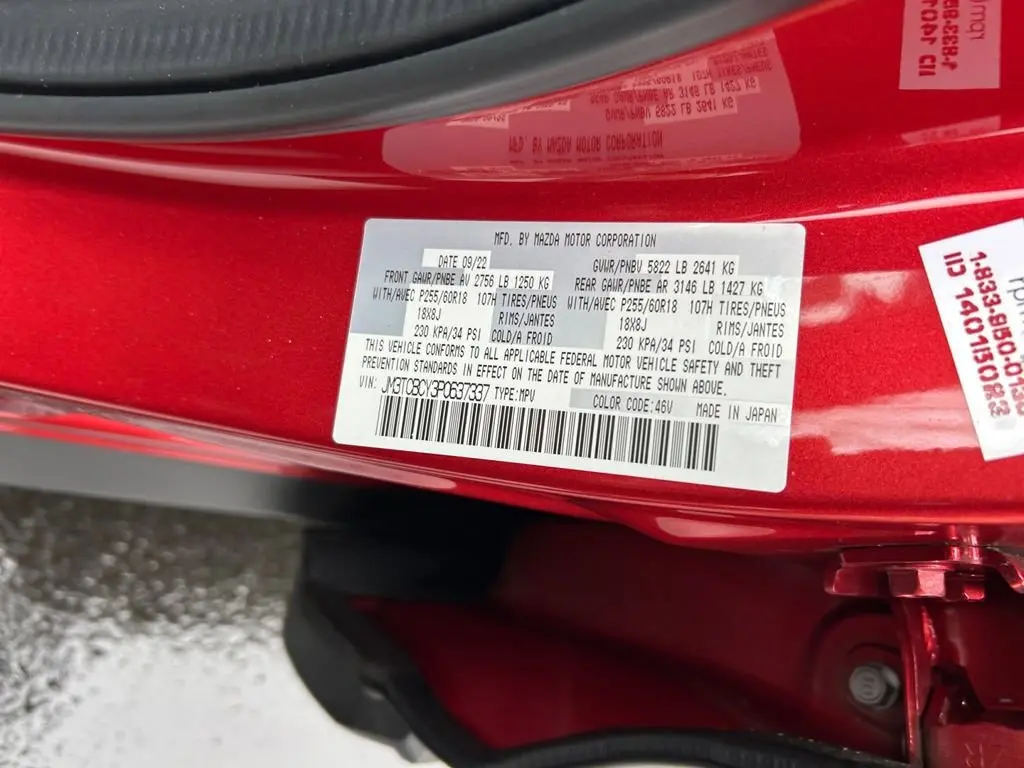 MFD. BY MAZDA MOTOR CORPORATION
DATE 09/22 GVWR/PNBV 5822 LB 2641 KG
FRONT GAWR/PNBE AV 2756 LB 1250 KG REAR GAWR/PNBE AR 3146 LB 1427 KG
WITH/AVEC P255/60R18 107H TIRES/PNEUS WITH/AVEC P255/60R18 107H TIRES/PNEUS
18X8J RIMS/JANTES 18X8J RIMS/JANTES
230 KPA/34 PSI COLD/A FROID 230 KPA/34 PSI COLD/A FROID
THIS VEHICLE CONFORMS TO ALL APPLICABLE FEDERAL MOTOR VEHICLE SAFETY AND THEFT
PREVENTION STANDARDS IN EFFECT ON THE DATE OF MANUFACTURE SHOWN ABOVE.
VIN: JM3TCBCY3P0637337 TYPE:MPV
COLOR CODE:46V MADE IN JAPAN